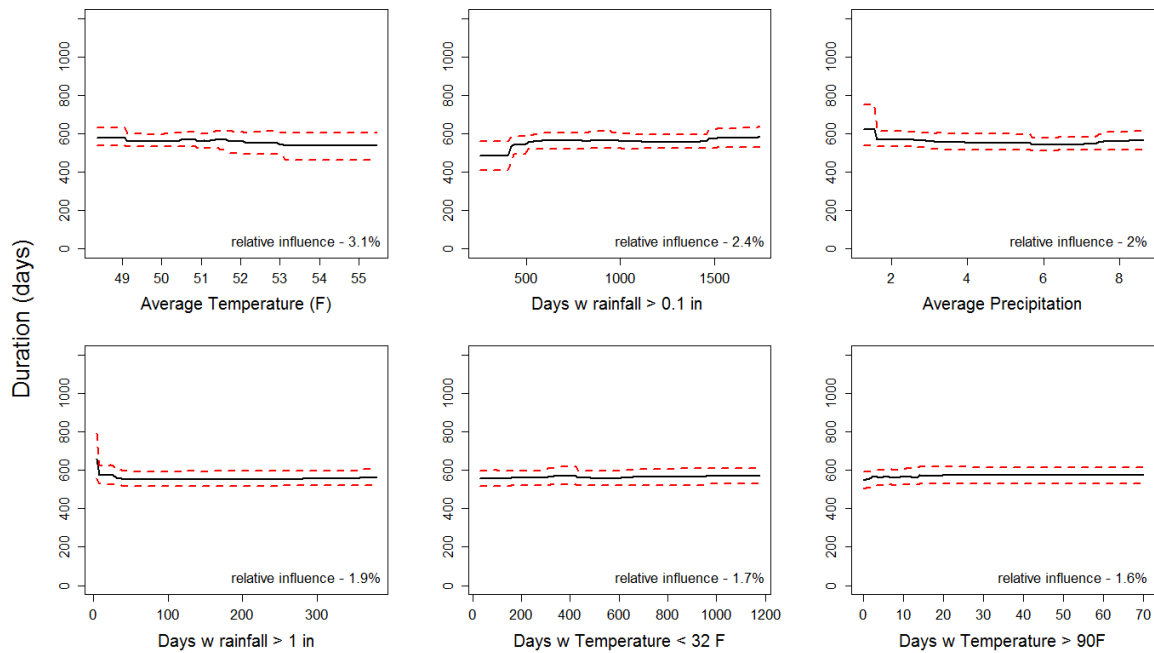 Duration (days)
0 200 400 600 800 1000
relative influence - 3.1%
49 50 51 52 53 54 55
Average Temperature (F)
0 200 400 600 800 1000
relative influence - 2.4%
500 1000 1500
Days w rainfall > 0.1 in
0 200 400 600 800 1000
relative influence - 2%
2 4 6 8
Average Precipitation
0 200 400 600 800 1000
relative influence - 1.9%
0 100 200 300
Days w rainfall > 1 in
0 200 400 600 800 1000
relative influence - 1.7%
0 200 400 600 800 1000 1200
Days w Temperature < 32 F
0 200 400 600 800 1000
relative influence - 1.6%
0 10 20 30 40 50 60 70
Days w Temperature > 90F